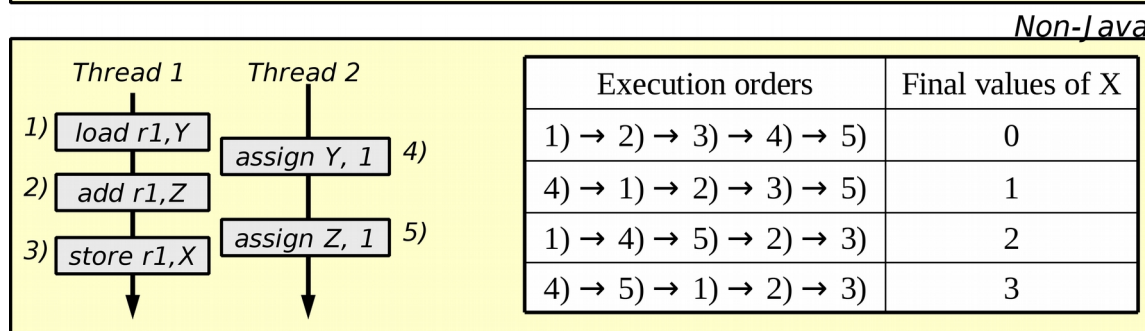 Non-Java
Thread 1
Thread 2
1) load r1,Y
assign Y, 1 4)
2) add r1,Z
assign Z, 1 5)
3) store r1,X
Execution orders Final values of X
1) → 2) → 3) → 4) → 5) 0
4) → 1) → 2) → 3) → 5) 1
1) → 4) → 5) → 2) → 3) 2
4) → 5) → 1) → 2) → 3) 3